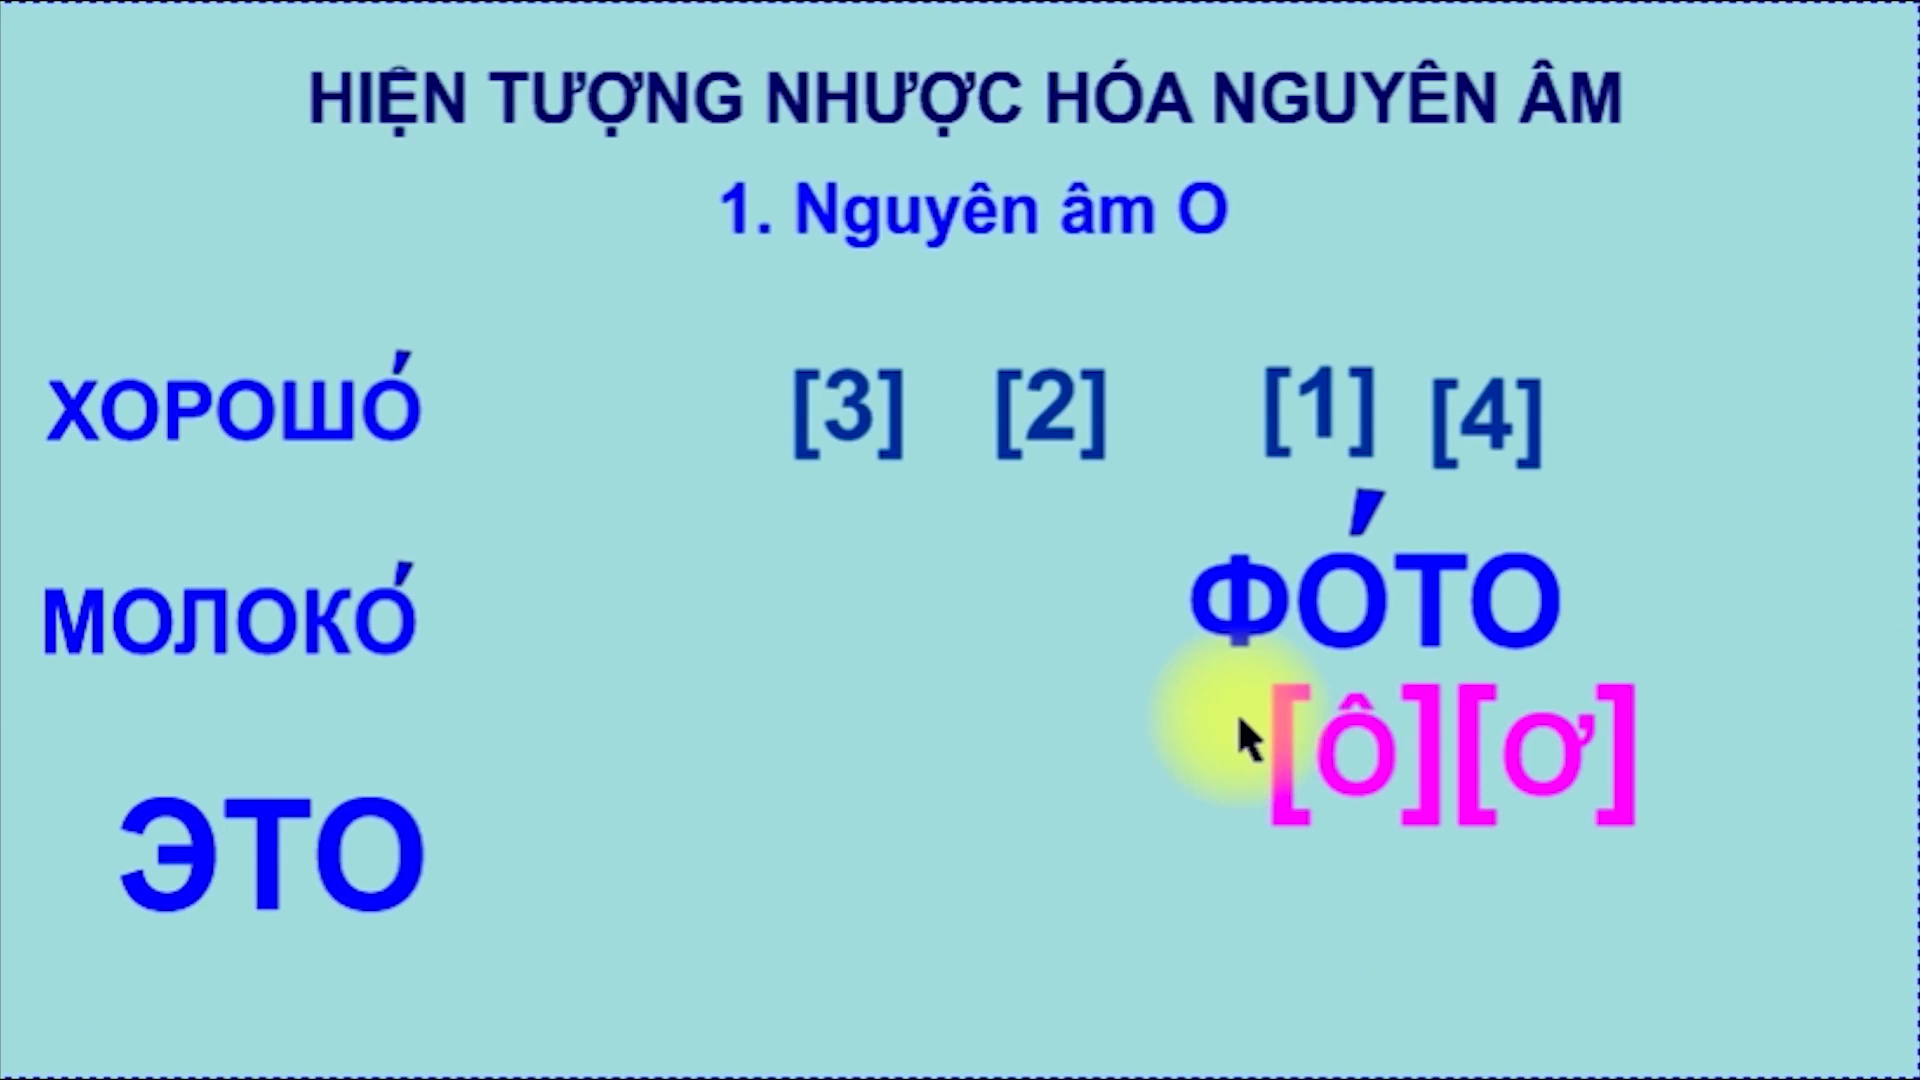 HIỆN TƯỢNG NHƯỢC HÓA NGUYÊN ÂM
1. Nguyên âm O
ХОРОШО́ [3] [2] [1] [4]
МОЛОКО́ ФО́ТО
[Ô][Ơ]
ЭТО